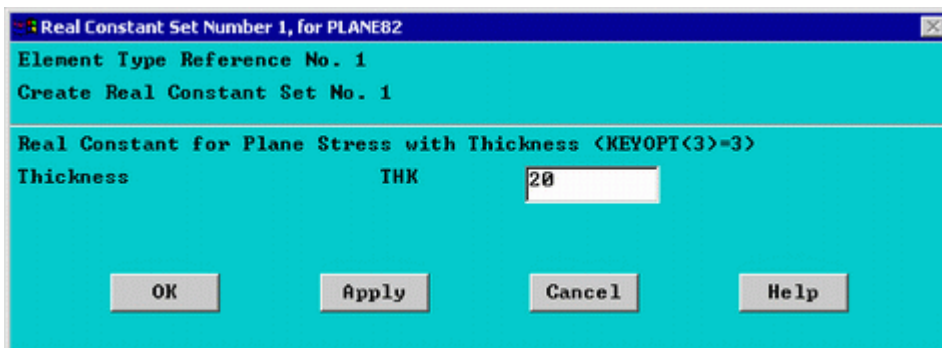 Real Constant Set Number 1, for PLANE82
Element Type Reference No. 1
Create Real Constant Set No. 1
Real Constant for Plane Stress with Thickness (KEYOPT(3)=3)
Thickness THK 20
OK Apply Cancel Help